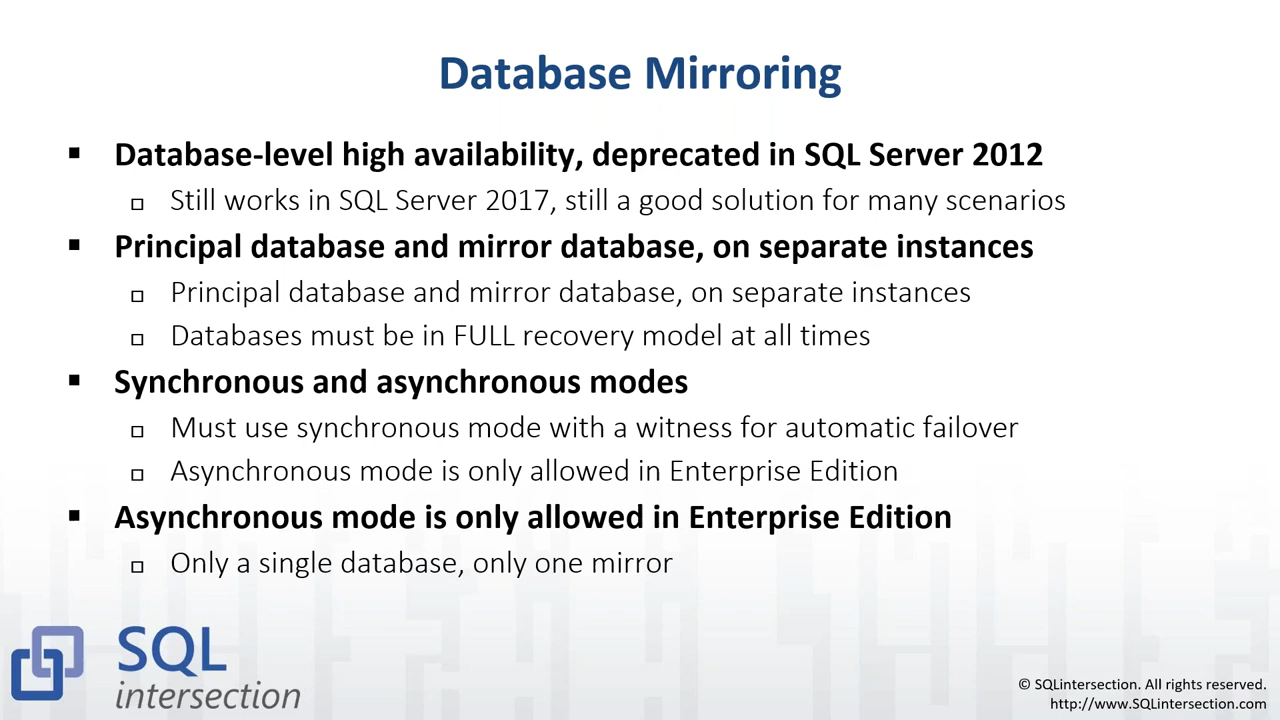 Database Mirroring
Database-level high availability, deprecated in SQL Server 2012
Still works in SQL Server 2017, still a good solution for many scenarios
Principal database and mirror database, on separate instances
Principal database and mirror database, on separate instances
Databases must be in FULL recovery model at all times
Synchronous and asynchronous modes
Must use synchronous mode with a witness for automatic failover
Asynchronous mode is only allowed in Enterprise Edition
Asynchronous mode is only allowed in Enterprise Edition
Only a single database, only one mirror
SQL
intersection
© SQLintersection. All rights reserved.
http://www.SQLintersection.com